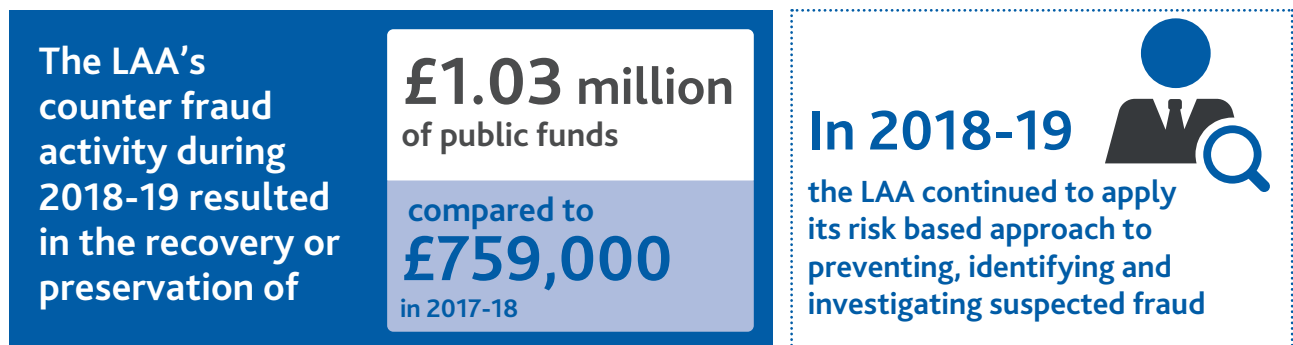 The LAA’s
counter fraud
activity during
2018-19 resulted
in the recovery or
preservation of
£1.03 million
of public funds
compared to
£759,000
in 2017-18
In 2018-19
the LAA continued to apply
its risk based approach to
preventing, identifying and
investigating suspected fraud